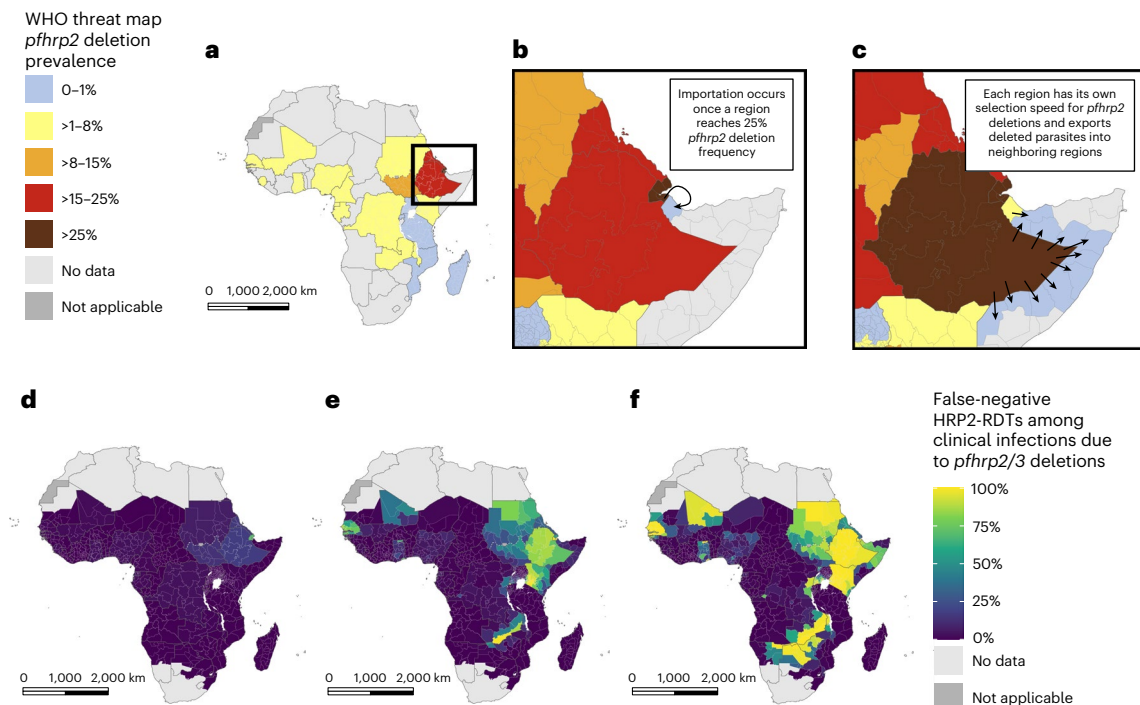 WHO threat map
pfhrp2 deletion
prevalence
0–1%
>1–8%
>8–15%
>15–25%
>25%
No data
Not applicable
a
0 1,000 2,000 km
b
Importation occurs
once a region
reaches 25%
pfhrp2 deletion
frequency
c
Each region has its own
selection speed for pfhrp2
deletions and exports
deleted parasites into
neighboring regions
d
0 1,000 2,000 km
e
0 1,000 2,000 km
f
0 1,000 2,000 km
False-negative
HRP2-RDTs among
clinical infections due
to pfhrp2/3 deletions
100%
75%
50%
25%
0%
No data
Not applicable